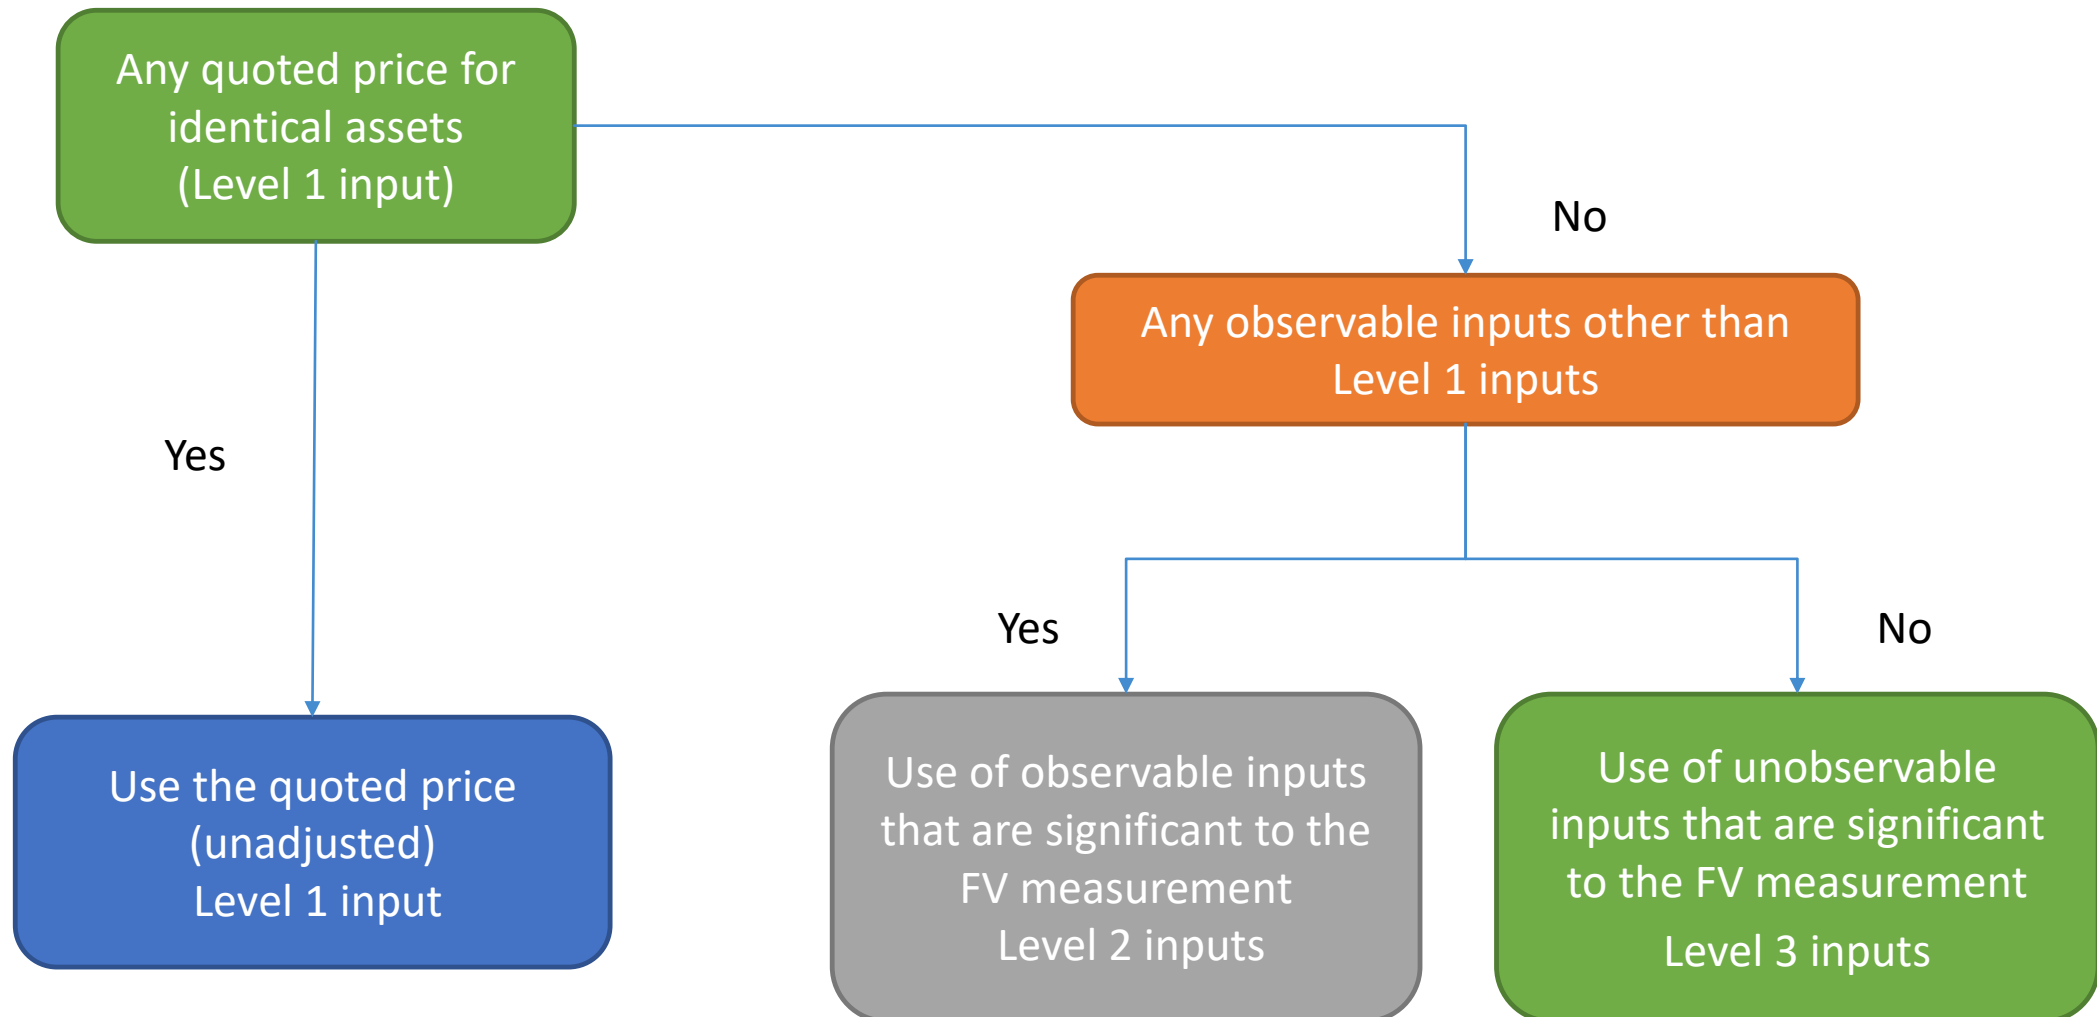 Any quoted price for
identical assets
(Level 1 input)
No
Any observable inputs other than
Level 1 inputs
Yes
Yes
No
Use the quoted price
(unadjusted)
Level 1 input
Use of observable inputs
that are significant to the
FV measurement
Level 2 inputs
Use of unobservable
inputs that are significant
to the FV measurement
Level 3 inputs